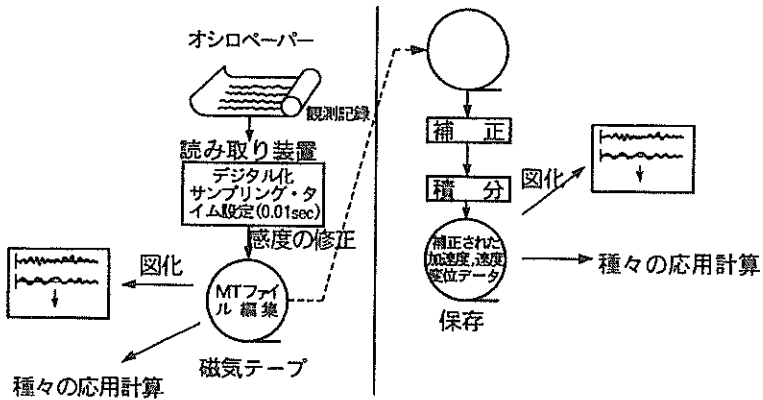 オシロペーパー
観測記録
読み取り装置
デジタル化
サンプリング・タ
イム設定(0.01sec)
感度の修正
図化
MTファイ
ル 編集
磁気テープ
種々の応用計算
補 正
積 分
図化
補正された
加速度,速度
変位データ
種々の応用計算
保存